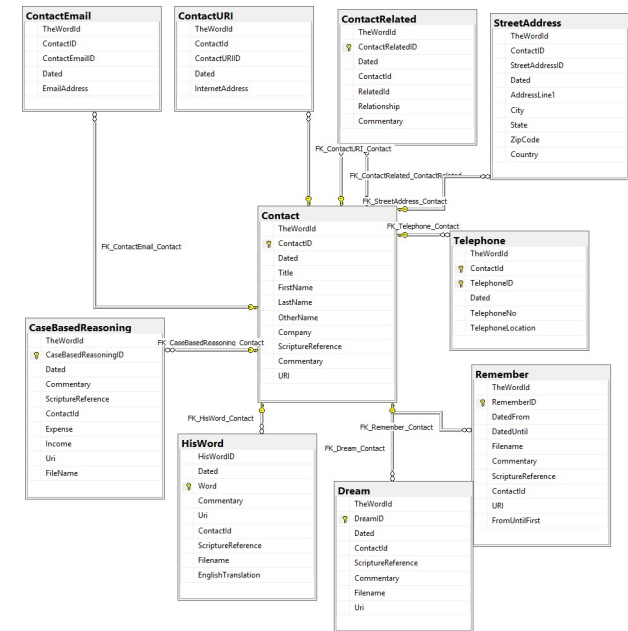 ContactEmail
TheWordId
ContactID
ContactEmailID
Dated
EmailAddress
ContactURI
TheWordId
ContactId
ContactURIID
Dated
InternetAddress
ContactRelated
TheWordId
ContactRelatedID
Dated
ContactId
RelatedId
Relationship
Commentary
StreetAddress
TheWordId
ContactID
StreetAddressID
Dated
AddressLine1
City
State
ZipCode
Country
FK_ContactURI_Contact
FK_ContactRelated_ContactRelated
FK_StreetAddress_Contact
FK_Telephone_Contact
FK_ContactEmail_Contact
Contact
TheWordId
ContactID
Dated
Title
FirstName
LastName
OtherName
Company
ScriptureReference
Commentary
URI
Telephone
TheWordId
ContactId
TelephoneID
Dated
TelephoneNo
TelephoneLocation
CaseBasedReasoning
TheWordId
CaseBasedReasoningID
Dated
Commentary
ScriptureReference
ContactId
Expense
Income
Uri
FileName
FK_CaseBasedReasoning_Contact
FK_HisWord_Contact
FK_Remember_Contact
FK_Dream_Contact
HisWord
HisWordID
Dated
Word
Commentary
Uri
ContactId
ScriptureReference
Filename
EnglishTranslation
Dream
TheWordId
DreamID
Dated
ContactId
ScriptureReference
Commentary
Filename
Uri
Remember
TheWordId
RememberID
DatedFrom
DatedUntil
Filename
Commentary
ScriptureReference
ContactId
URI
FromUntilFirst